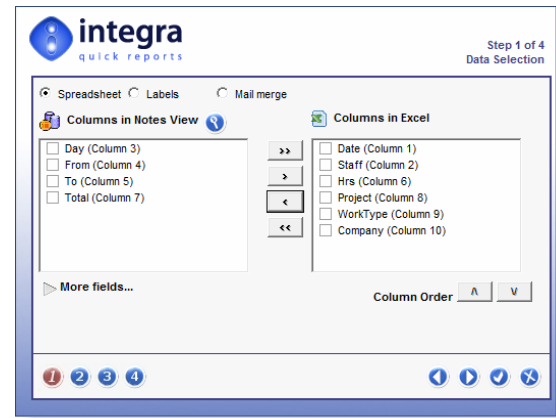 integra
quick reports
Step 1 of 4
Data Selection
Spreadsheet Labels Mail merge
Columns in Notes View
Columns in Excel
Day (Column 3)
From (Column 4)
To (Column 5)
Total (Column 7)
>>
>
<
<<
Date (Column 1)
Staff (Column 2)
Hrs (Column 6)
Project (Column 8)
WorkType (Column 9)
Company (Column 10)
More fields...
Column Order
1 2 3 4